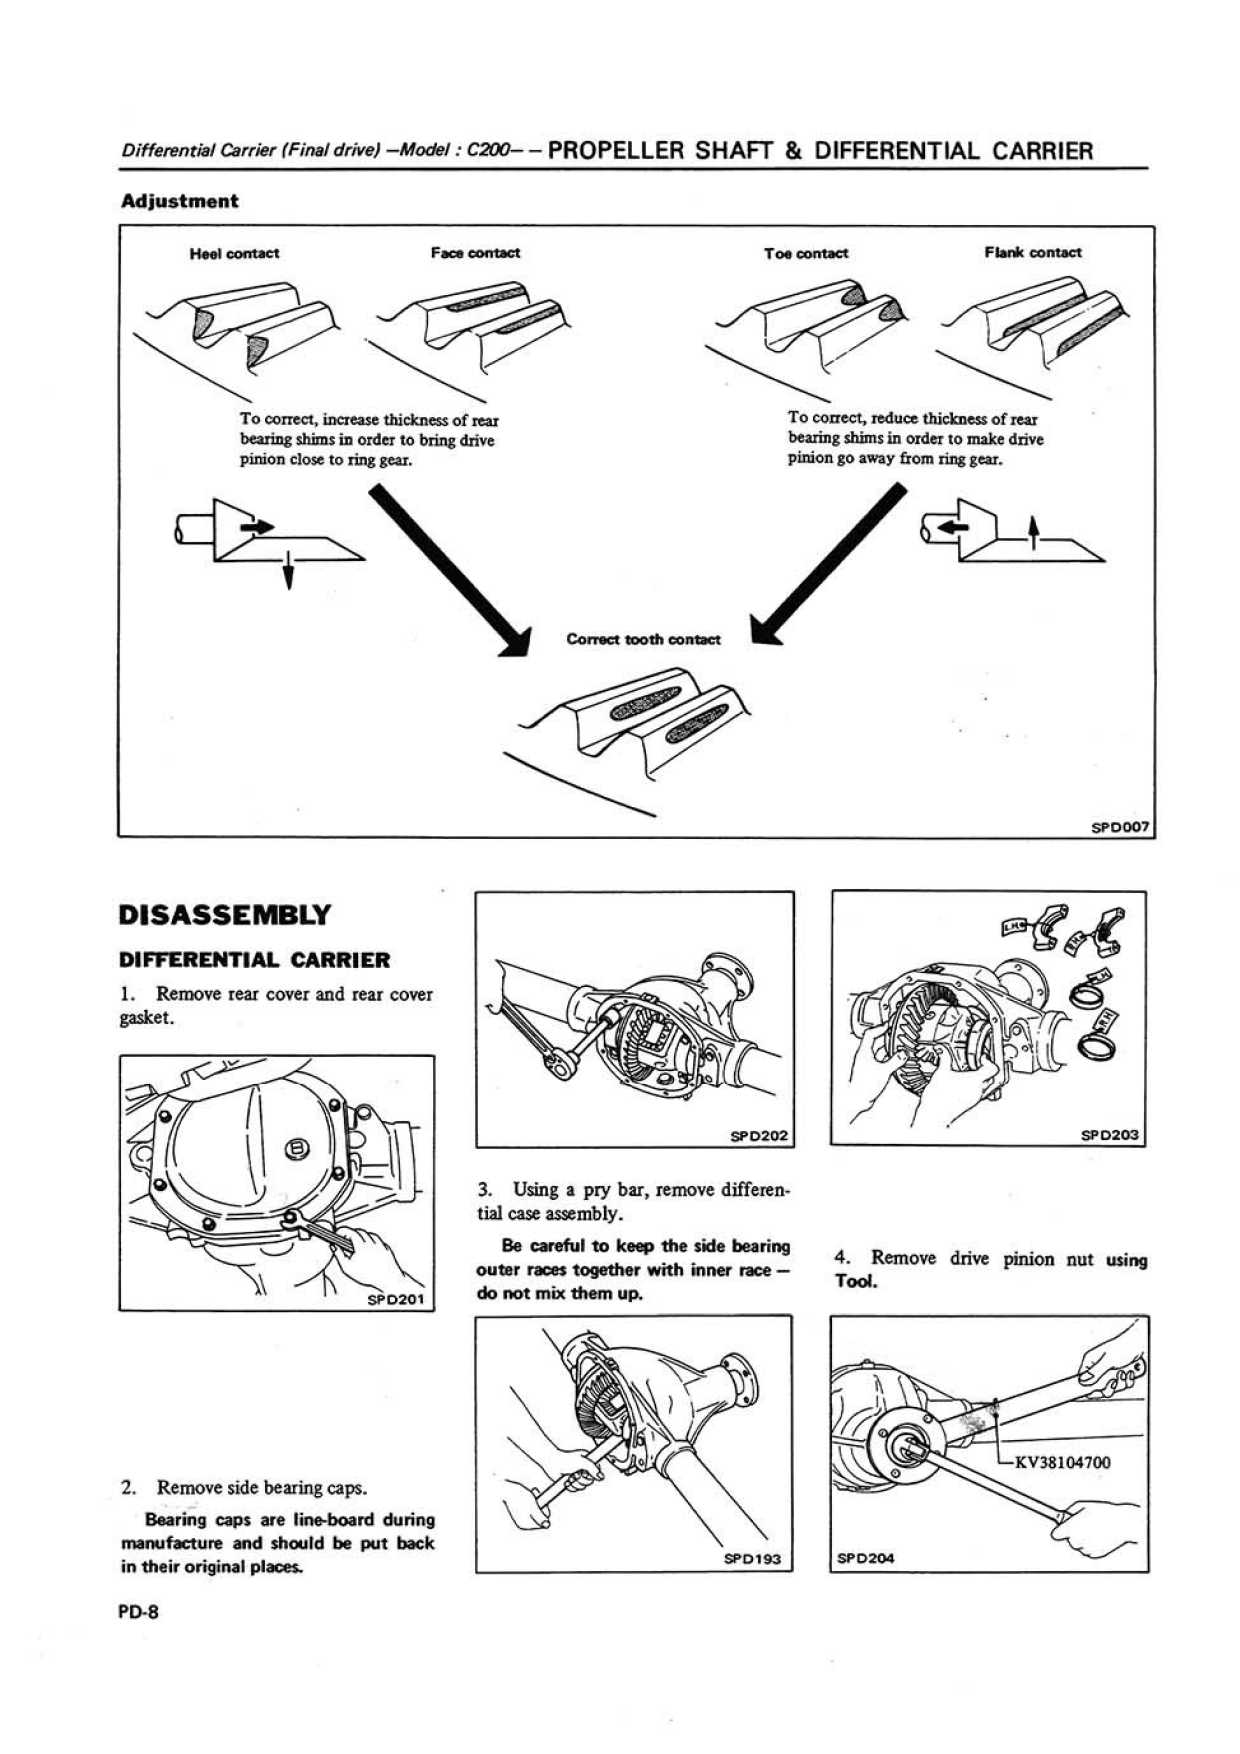 Differential Carrier (Final drive) —Model : C200— — PROPELLER SHAFT & DIFFERENTIAL CARRIER
Adjustment
Heel contact
Face contact
Toe contact
Flank contact
To correct, increase thickness of rear
bearing shims in order to bring drive
pinion close to ring gear.
To correct, reduce thickness of rear
bearing shims in order to make drive
pinion go away from ring gear.
Correct tooth contact
SPD007
DISASSEMBLY
DIFFERENTIAL CARRIER
1. Remove rear cover and rear cover
gasket.
SPD201
2. Remove side bearing caps.
Bearing caps are line-board during
manufacture and should be put back
in their original places.
SPD202
3. Using a pry bar, remove differen-
tial case assembly.
Be careful to keep the side bearing
outer races together with inner race —
do not mix them up.
SPD193
L.H.
R.H.
L.H
R.H
SPD203
4. Remove drive pinion nut using
Tool.
KV38104700
SPD204
PD-8